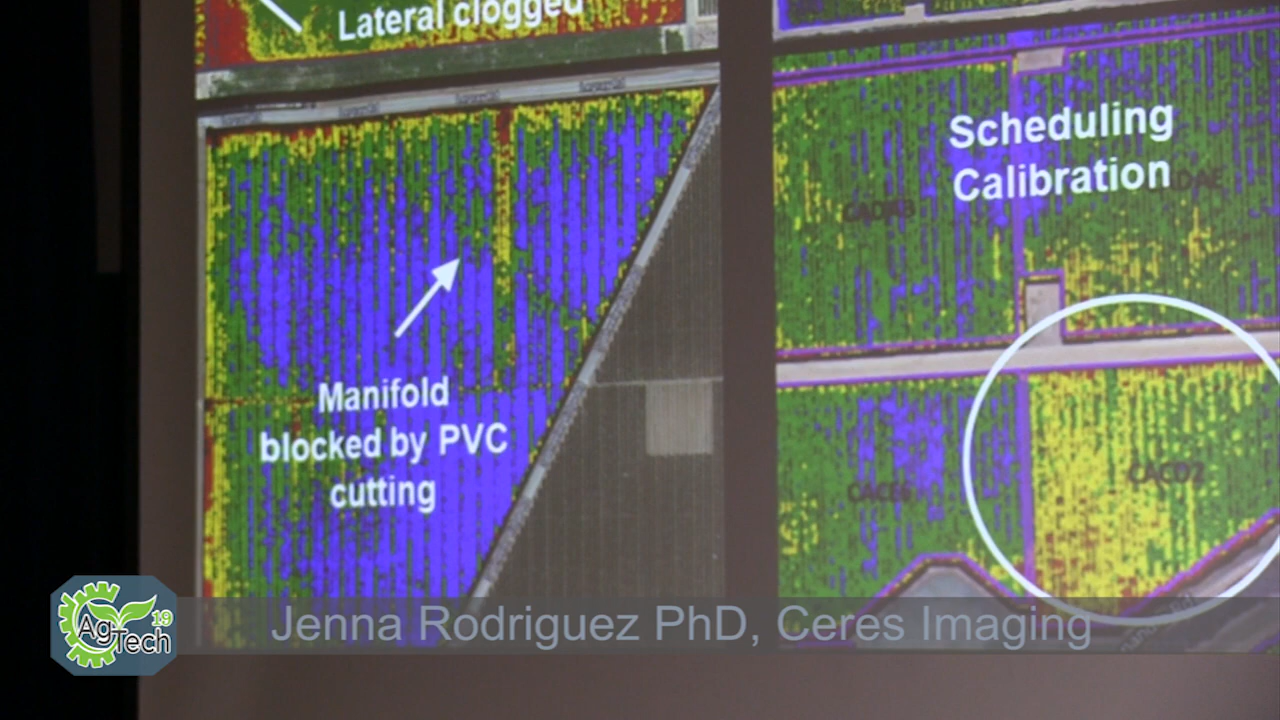 Lateral clogged
Scheduling
Calibration
Manifold
blocked by PVC
cutting
Jenna Rodriguez PhD, Ceres Imaging
AgTech
19